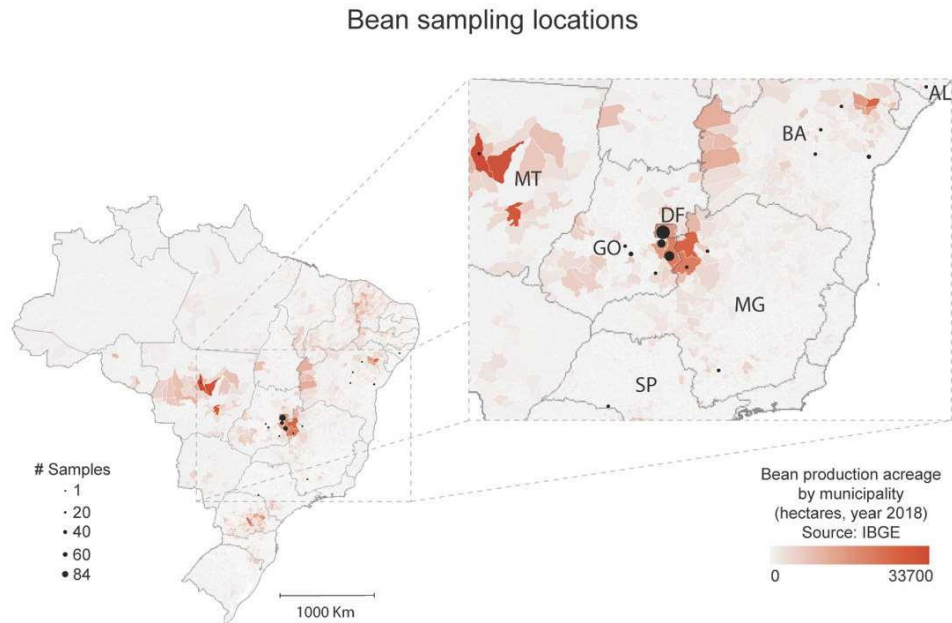 Bean sampling locations
AL
BA
MT
DF
GO
MG
SP
# Samples
1
20
40
60
84
1000 Km
Bean production acreage
by municipality
(hectares, year 2018)
Source: IBGE
0 33700